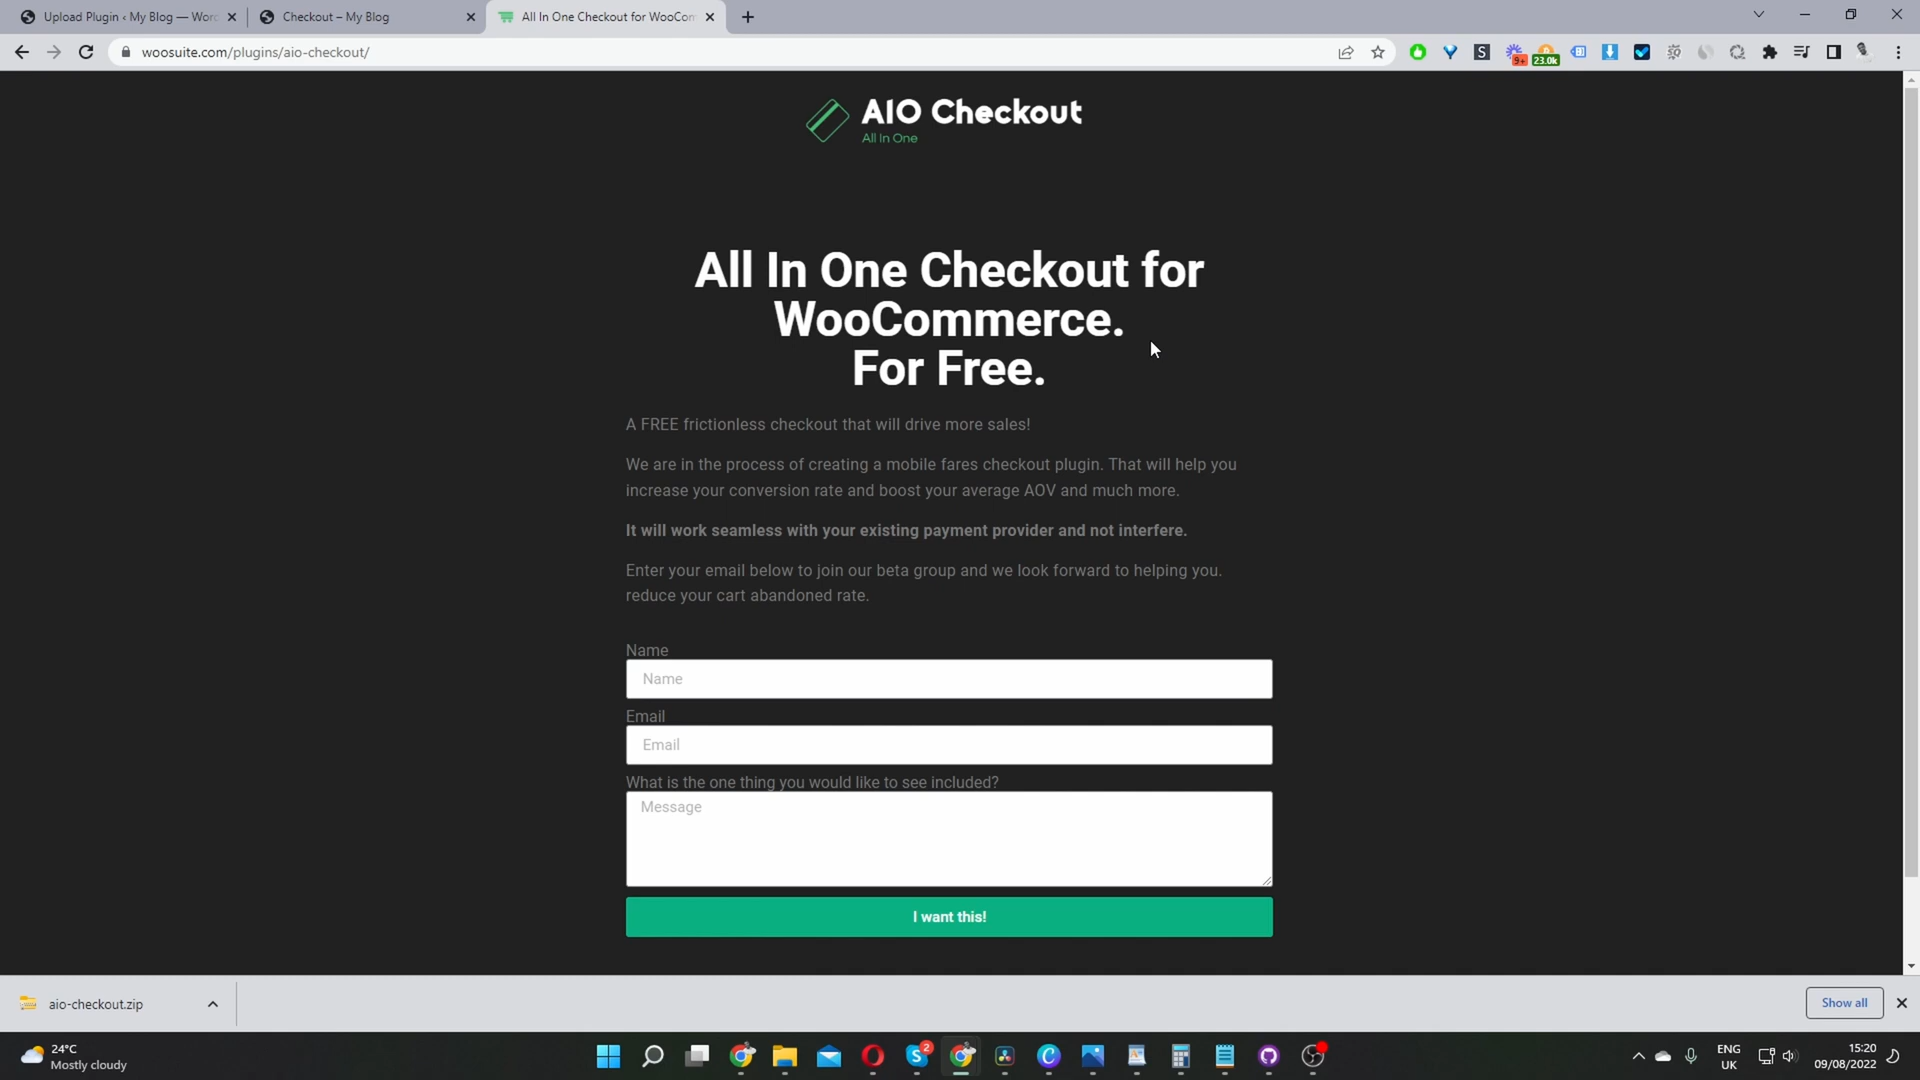 Upload Plugin ‹ My Blog — Wor
Checkout – My Blog
All In One Checkout for WooCom
woosuite.com/plugins/aio-checkout/
9+
23.0k
AIO Checkout
All In One
All In One Checkout for
WooCommerce.
For Free.
A FREE frictionless checkout that will drive more sales!
We are in the process of creating a mobile fares checkout plugin. That will help you
increase your conversion rate and boost your average AOV and much more.
It will work seamless with your existing payment provider and not interfere.
Enter your email below to join our beta group and we look forward to helping you.
reduce your cart abandoned rate.
Name
Name
Email
Email
What is the one thing you would like to see included?
Message
I want this!
aio-checkout.zip
Show all
24°C
Mostly cloudy
2
ENG
UK
15:20
09/08/2022